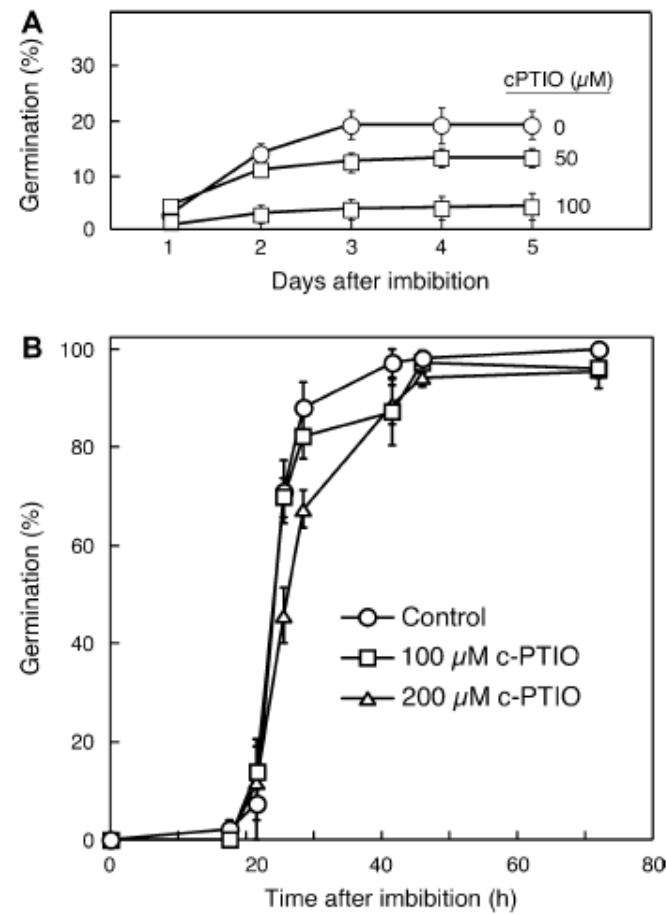 A
Germination (%)
30
20
10
0
cPTIO (µM)
0
50
100
1 2 3 4 5
Days after imbibition
B
Germination (%)
100
80
60
40
20
0
Control
100 µM c-PTIO
200 µM c-PTIO
0 20 40 60 80
Time after imbibition (h)